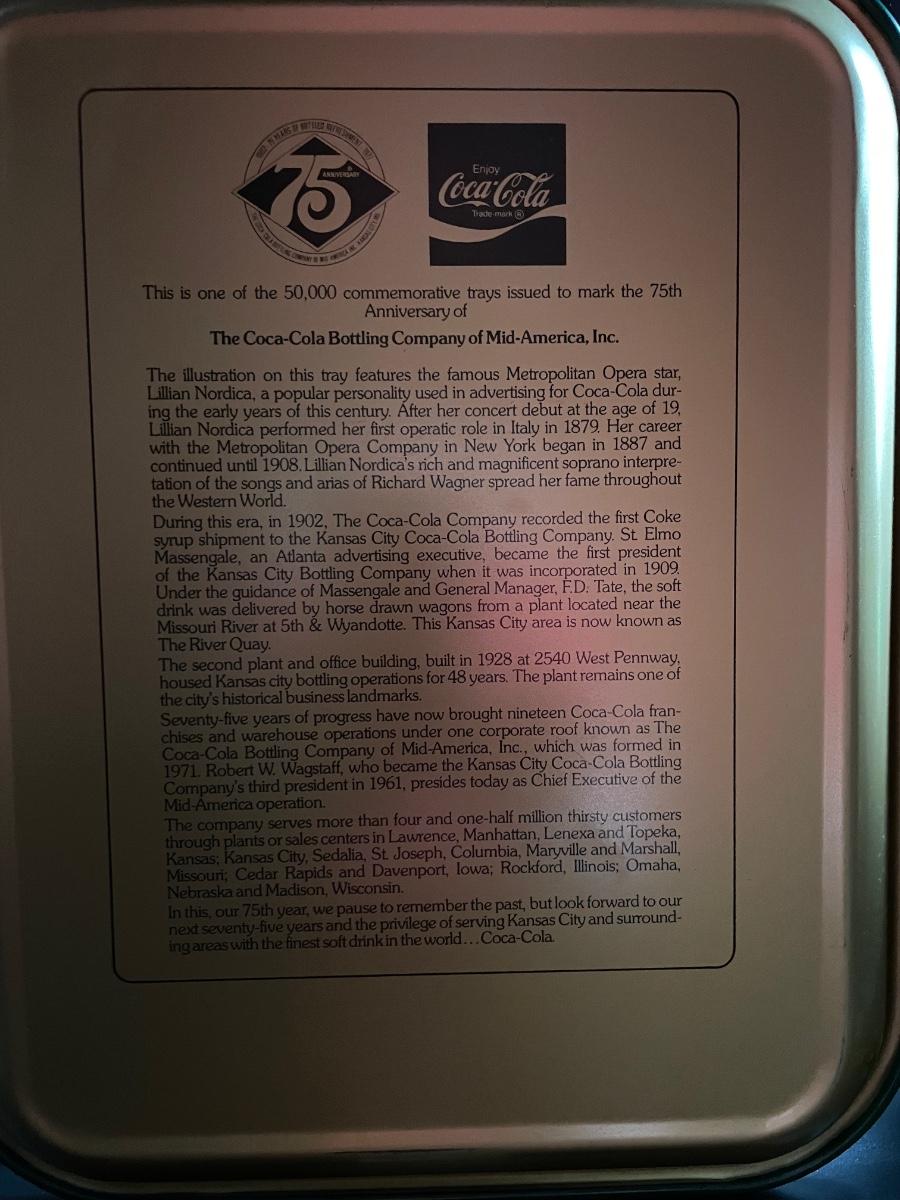 1902 75 YEARS OF BOTTLED REFRESHMENT 1977
75
th
ANNIVERSARY
THE COCA-COLA BOTTLING COMPANY OF MID-AMERICA, INC. KANSAS CITY, MO.
Enjoy
Coca-Cola
Trade-mark ®
This is one of the 50,000 commemorative trays issued to mark the 75th
Anniversary of
The Coca-Cola Bottling Company of Mid-America, Inc.
The illustration on this tray features the famous Metropolitan Opera star,
Lillian Nordica, a popular personality used in advertising for Coca-Cola dur-
ing the early years of this century. After her concert debut at the age of 19,
Lillian Nordica performed her first operatic role in Italy in 1879. Her career
with the Metropolitan Opera Company in New York began in 1887 and
continued until 1908. Lillian Nordica's rich and magnificent soprano interpre-
tation of the songs and arias of Richard Wagner spread her fame throughout
the Western World.
During this era, in 1902, The Coca-Cola Company recorded the first Coke
syrup shipment to the Kansas City Coca-Cola Bottling Company. St. Elmo
Massengale, an Atlanta advertising executive, became the first president
of the Kansas City Bottling Company when it was incorporated in 1909.
Under the guidance of Massengale and General Manager, F.D. Tate, the soft
drink was delivered by horse drawn wagons from a plant located near the
Missouri River at 5th & Wyandotte. This Kansas City area is now known as
The River Quay.
The second plant and office building, built in 1928 at 2540 West Pennway,
housed Kansas city bottling operations for 48 years. The plant remains one of
the city's historical business landmarks.
Seventy-five years of progress have now brought nineteen Coca-Cola fran-
chises and warehouse operations under one corporate roof known as The
Coca-Cola Bottling Company of Mid-America, Inc., which was formed in
1971. Robert W. Wagstaff, who became the Kansas City Coca-Cola Bottling
Company's third president in 1961, presides today as Chief Executive of the
Mid-America operation.
The company serves more than four and one-half million thirsty customers
through plants or sales centers in Lawrence, Manhattan, Lenexa and Topeka,
Kansas; Kansas City, Sedalia, St. Joseph, Columbia, Maryville and Marshall,
Missouri; Cedar Rapids and Davenport, Iowa; Rockford, Illinois; Omaha,
Nebraska and Madison, Wisconsin.
In this, our 75th year, we pause to remember the past, but look forward to our
next seventy-five years and the privilege of serving Kansas City and surround-
ing areas with the finest soft drink in the world...Coca-Cola.